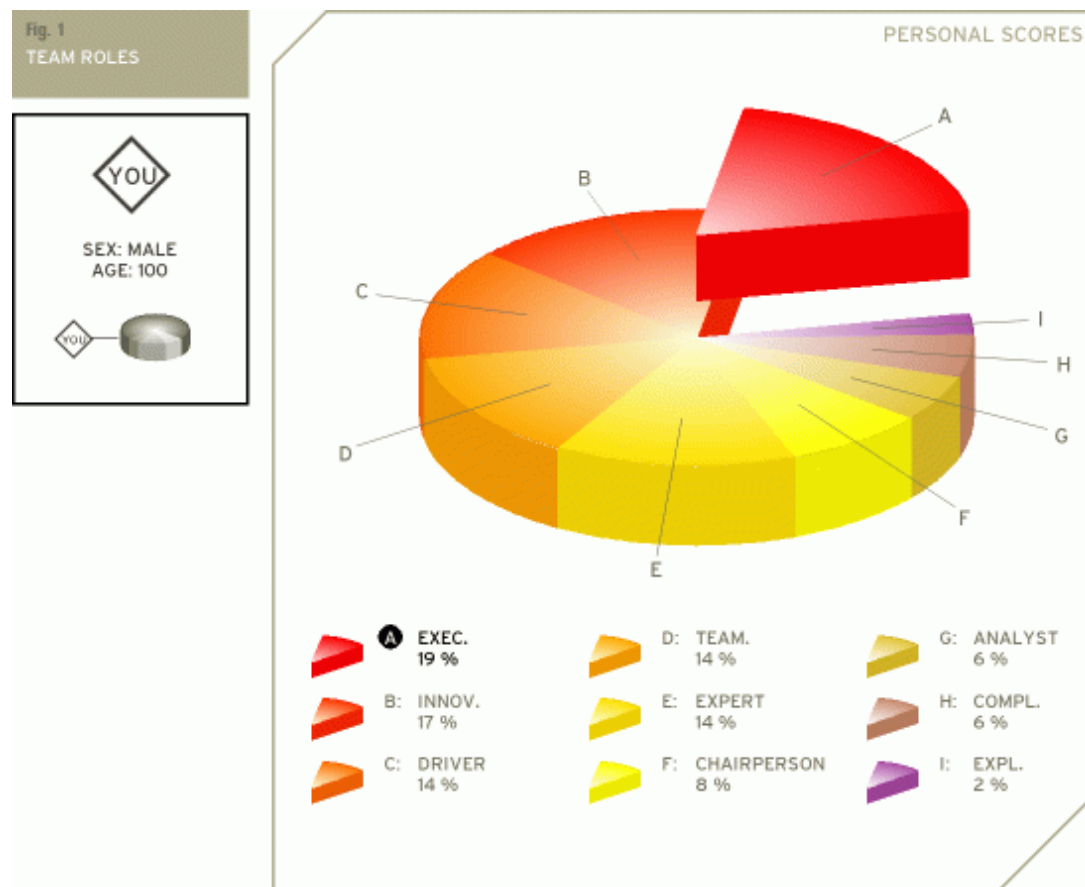 Fig. 1
TEAM ROLES
PERSONAL SCORES
YOU
SEX: MALE
AGE: 100
YOU
A
B
C
D
E
F
G
H
I
A EXEC.
19 %
B: INNOV.
17 %
C: DRIVER
14 %
D: TEAM.
14 %
E: EXPERT
14 %
F: CHAIRPERSON
8 %
G: ANALYST
6 %
H: COMPL.
6 %
I: EXPL.
2 %